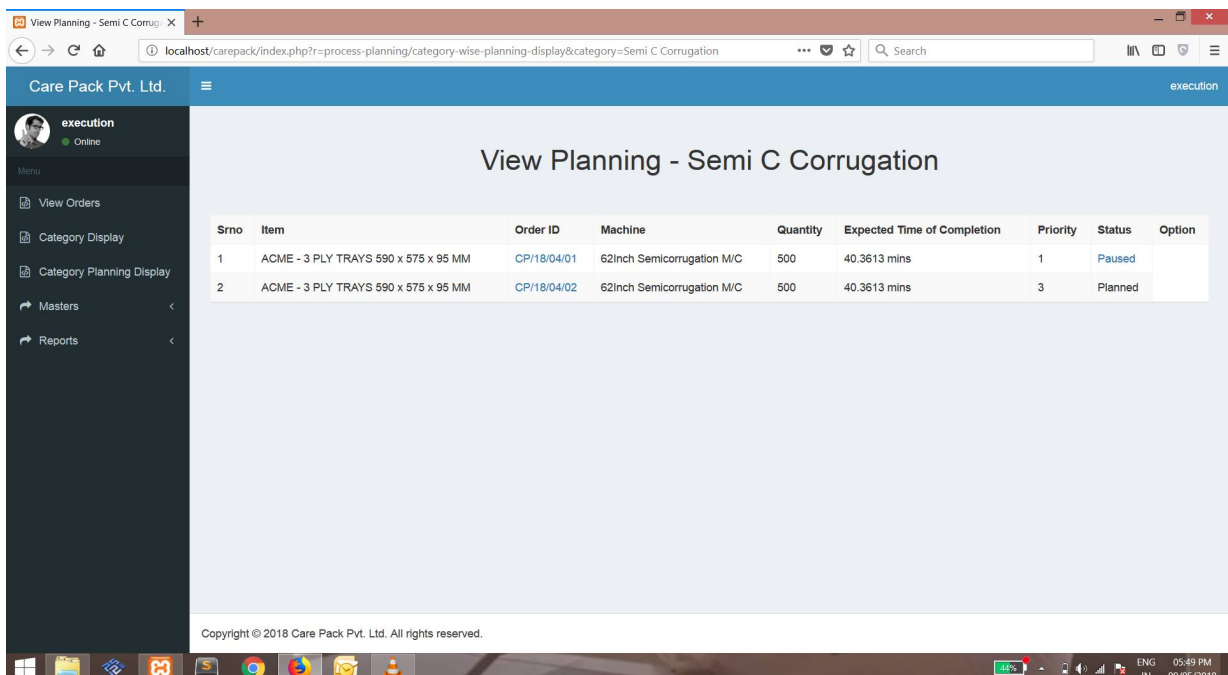 View Planning - Semi C Corrug
localhost/carepack/index.php?r=process-planning/category-wise-planning-display&category=Semi C Corrugation
Search
Care Pack Pvt. Ltd.
execution
execution
Online
Menu
View Orders
Category Display
Category Planning Display
Masters
Reports
View Planning - Semi C Corrugation
Srno Item Order ID Machine Quantity Expected Time of Completion Priority Status Option
1 ACME - 3 PLY TRAYS 590 x 575 x 95 MM CP/18/04/01 62Inch Semicorrugation M/C 500 40.3613 mins 1 Paused
2 ACME - 3 PLY TRAYS 590 x 575 x 95 MM CP/18/04/02 62Inch Semicorrugation M/C 500 40.3613 mins 3 Planned
Copyright © 2018 Care Pack Pvt. Ltd. All rights reserved.
44%
ENG 05:49 PM